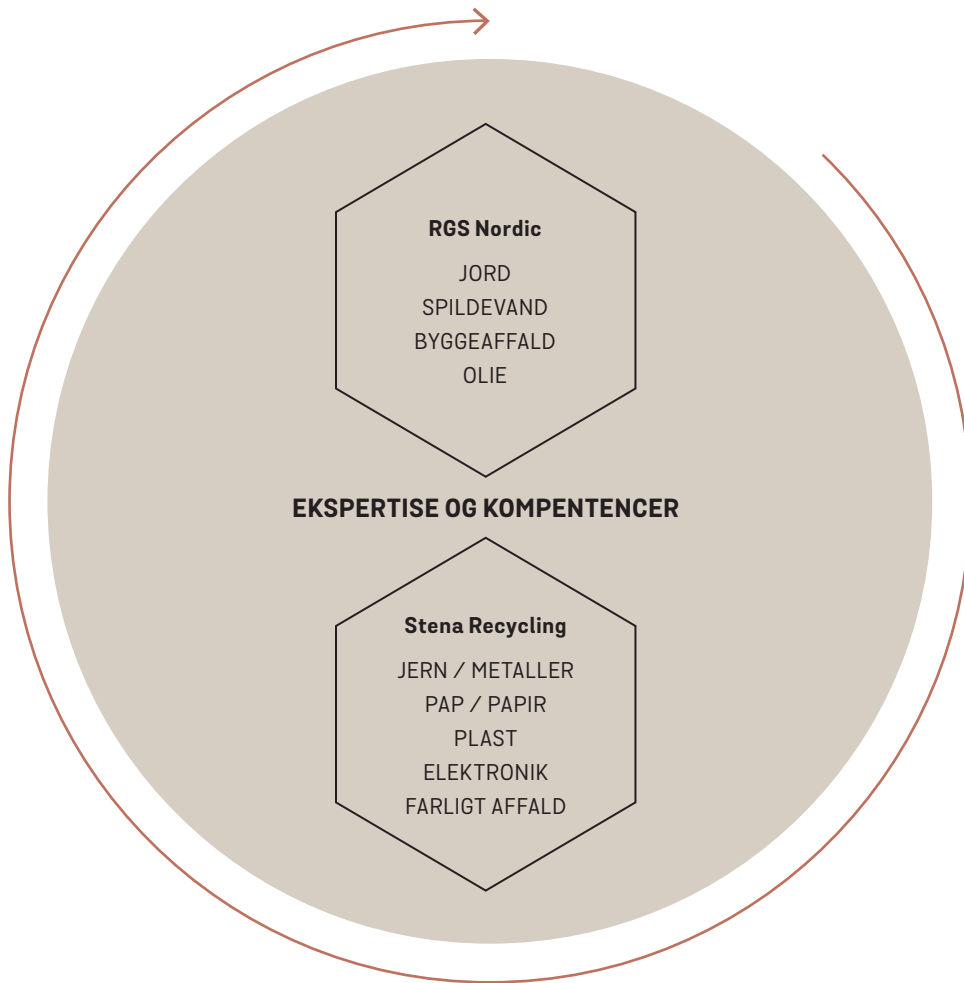 RGS Nordic
JORD
SPILDEVAND
BYGGEAFFALD
OLIE
EKSPERTISE OG KOMPENTENCER
Stena Recycling
JERN / METALLER
PAP / PAPIR
PLAST
ELEKTRONIK
FARLIGT AFFALD